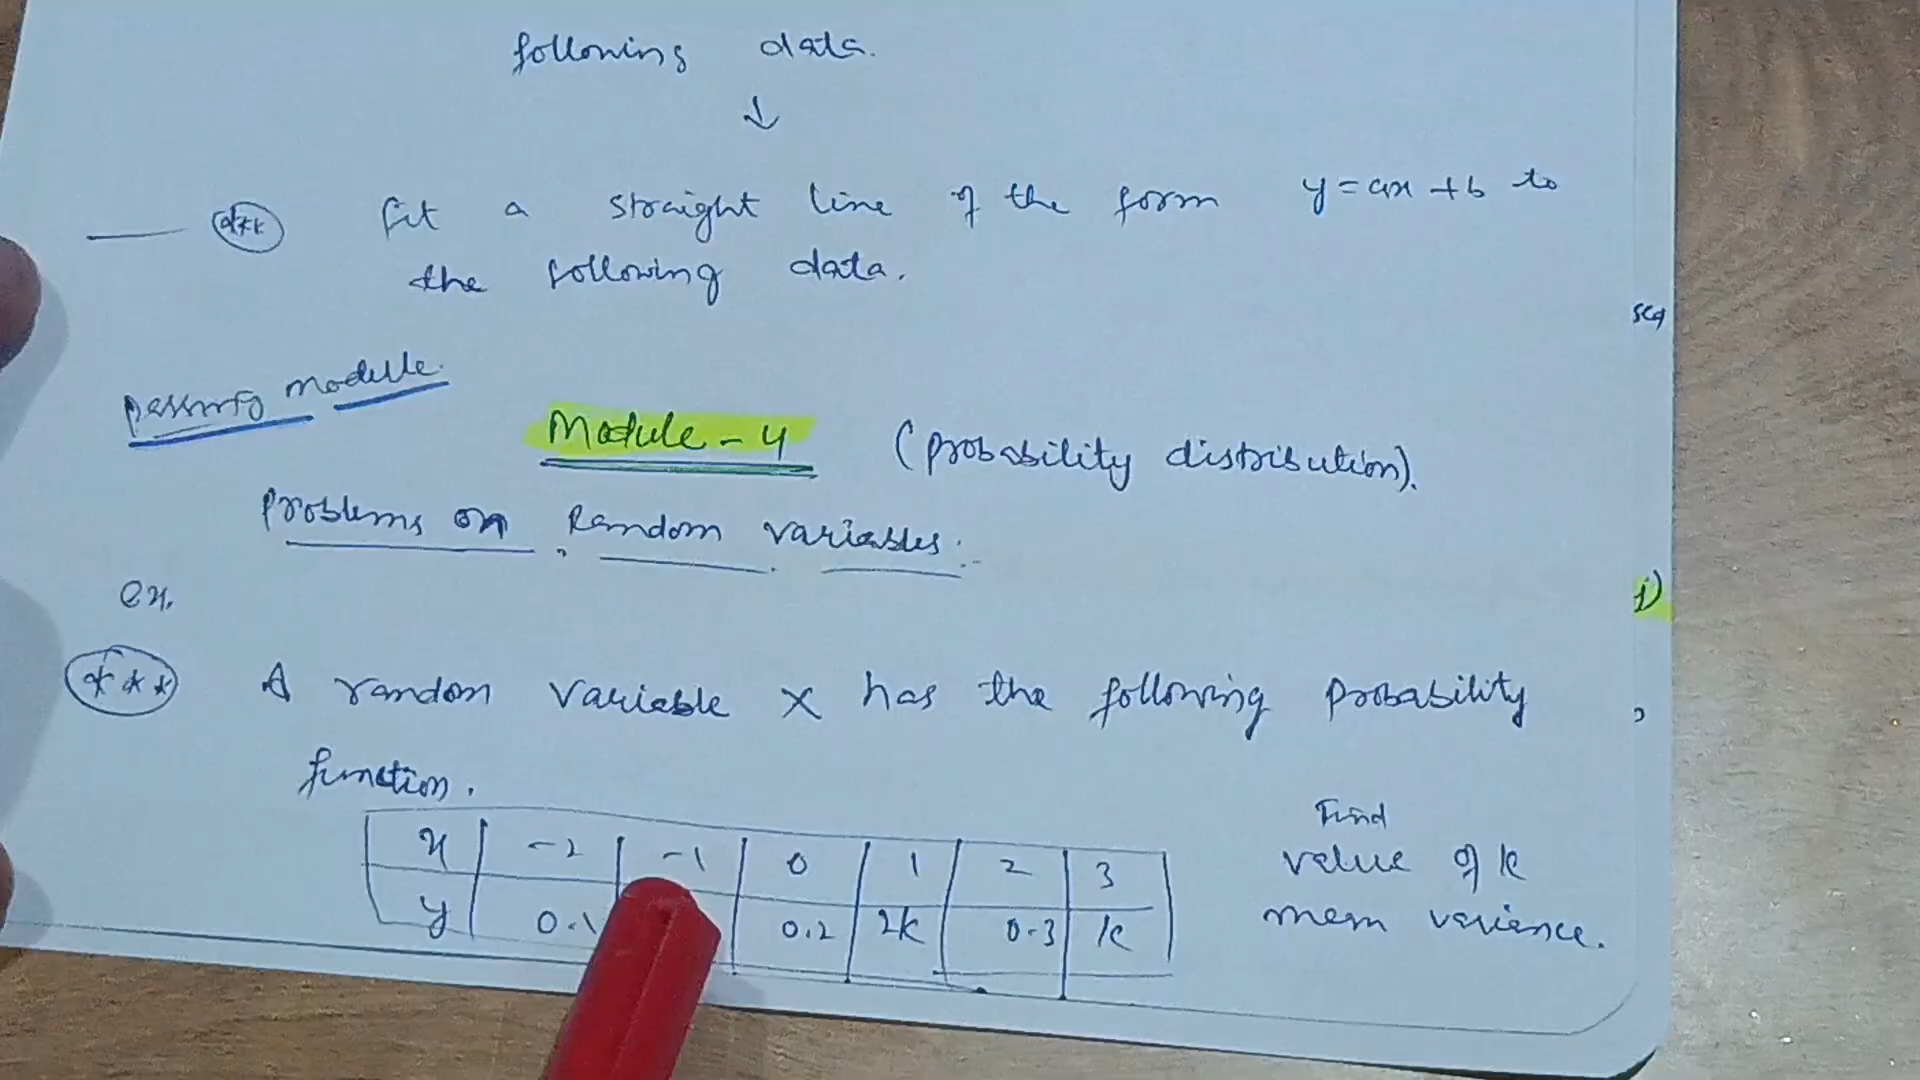 following data.
↓
*** fit a straight line of the form y = ax + b to
the following data.
passing module.
Module - 4 (probability distribution).
Problems on Random variables.
ex.
*** A random variable X has the following probability
function.
x -2 -1 0 1 2 3
y 0.1 0.2 2k 0.3 k
Find
value of k
mean varience.
1)